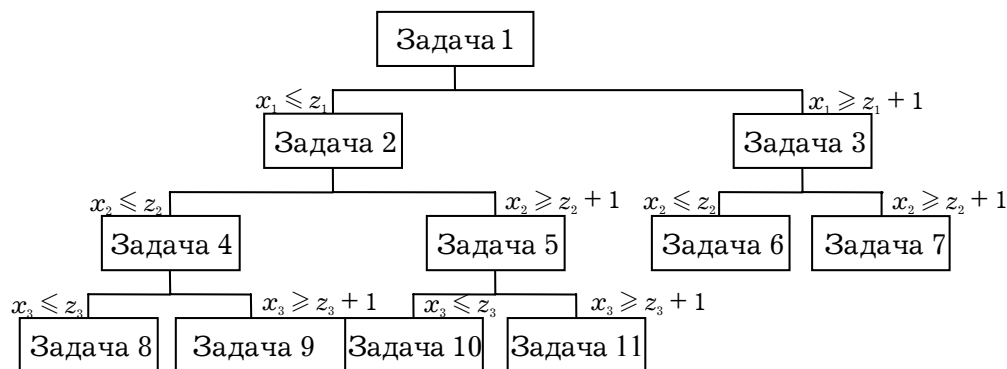 Задача 1
x₁ ⩽ z₁
x₁ ⩾ z₁ + 1
Задача 2
Задача 3
x₂ ⩽ z₂
x₂ ⩾ z₂ + 1
x₂ ⩽ z₂
x₂ ⩾ z₂ + 1
Задача 4
Задача 5
Задача 6
Задача 7
x₃ ⩽ z₃
x₃ ⩾ z₃ + 1
x₃ ⩽ z₃
x₃ ⩾ z₃ + 1
Задача 8
Задача 9
Задача 10
Задача 11